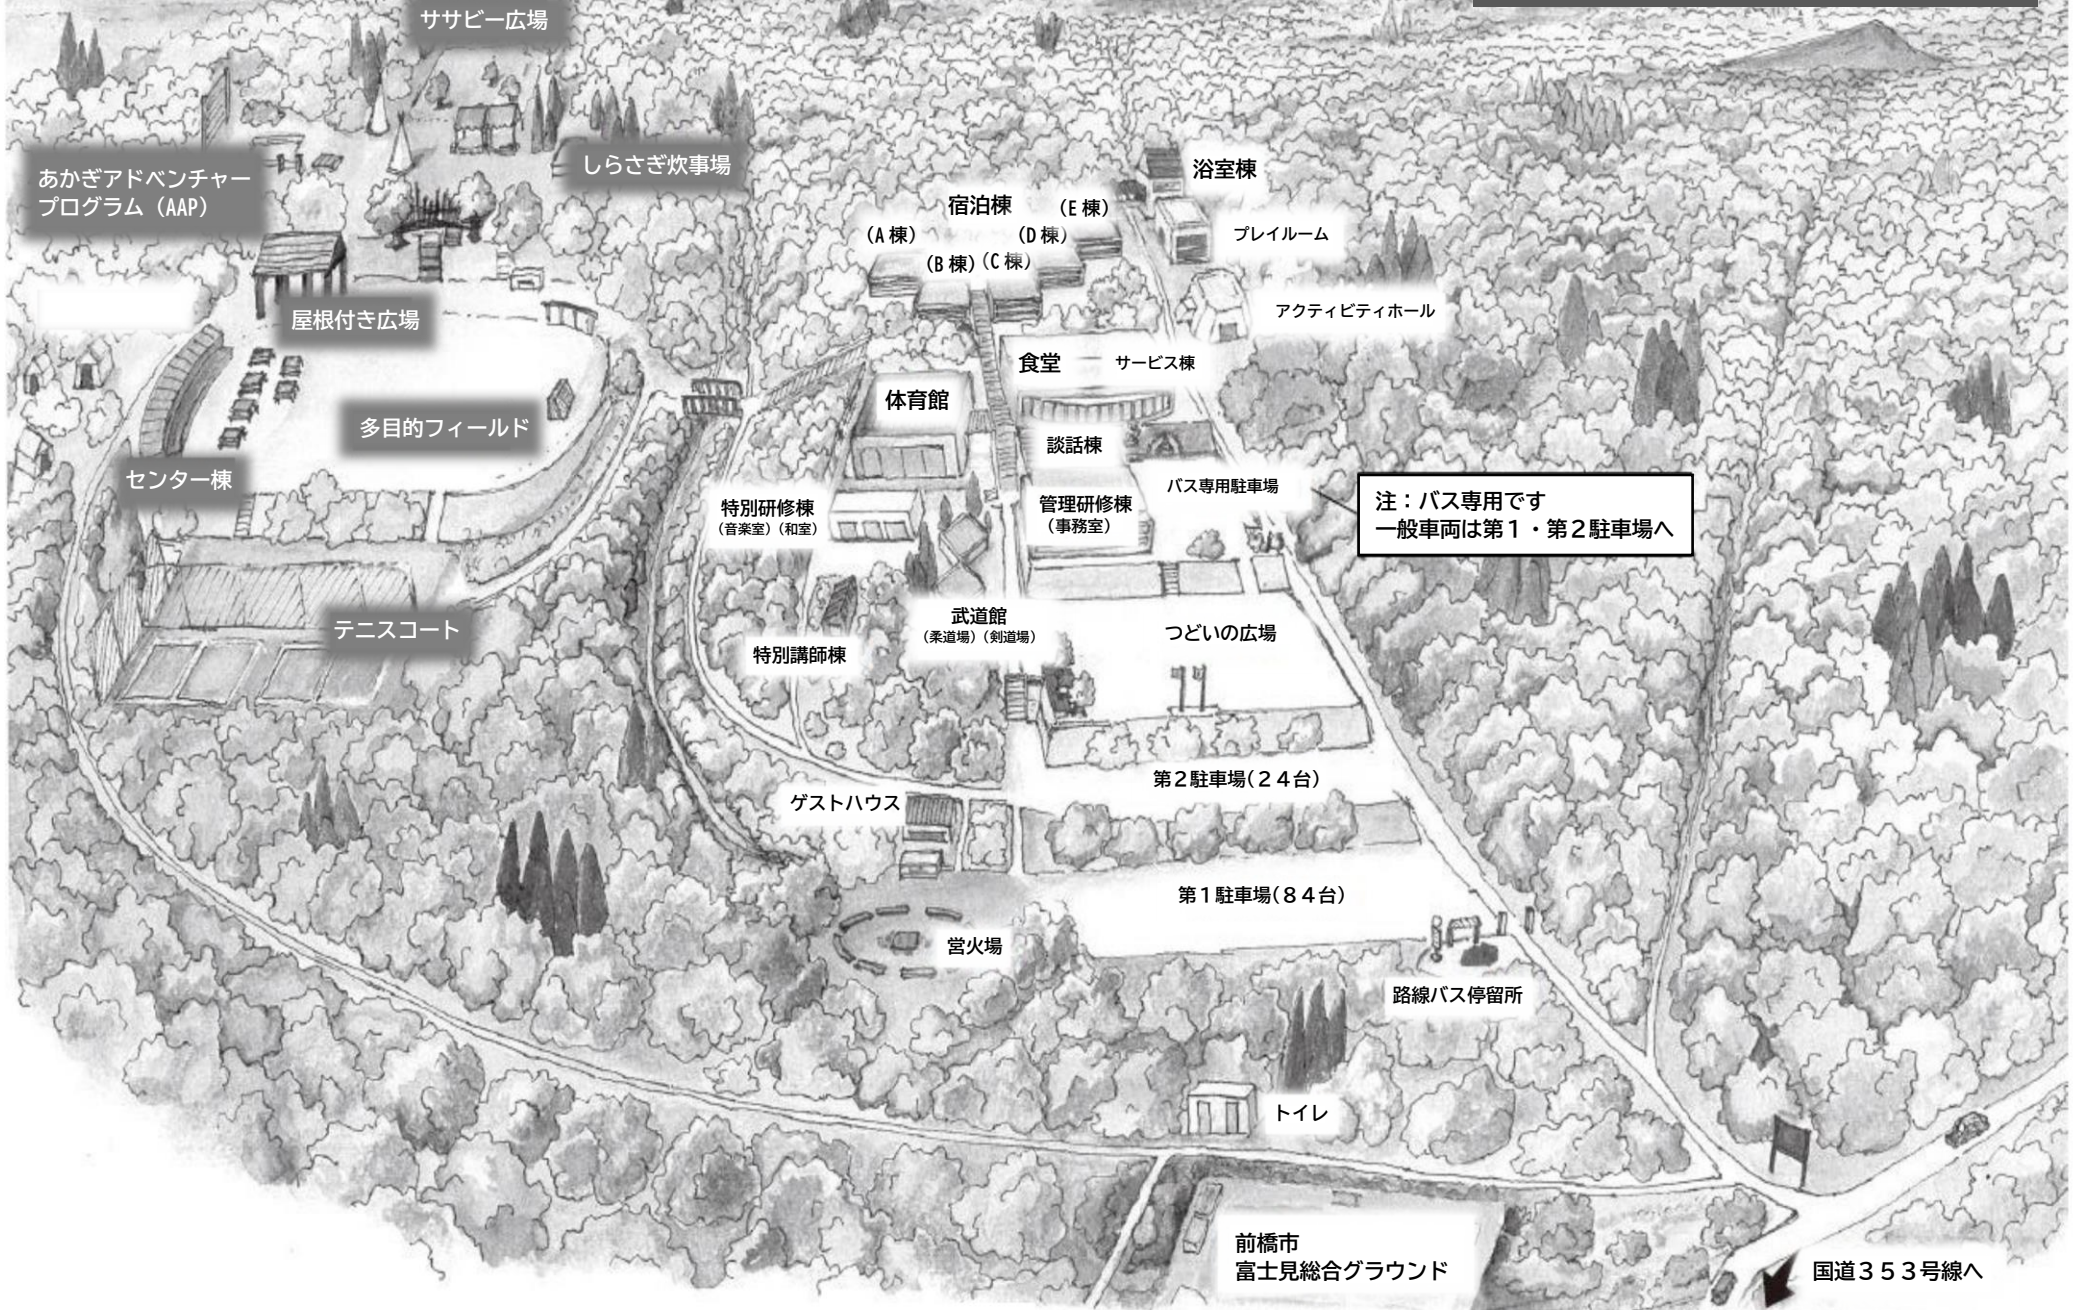 ササビー広場
しらさぎ炊事場
あかぎアドベンチャー
プログラム（AAP）
浴室棟
宿泊棟
（E 棟）
（A 棟）
（D 棟）
プレイルーム
（B 棟）
（C 棟）
屋根付き広場
アクティビティホール
食堂
サービス棟
体育館
多目的フィールド
談話棟
センター棟
バス専用駐車場
注：バス専用です
一般車両は第１・第２駐車場へ
特別研修棟
（音楽室）（和室）
管理研修棟
（事務室）
武道館
（柔道場）（剣道場）
テニスコート
つどいの広場
特別講師棟
第２駐車場（２４台）
ゲストハウス
第１駐車場（８４台）
営火場
路線バス停留所
トイレ
前橋市
富士見総合グラウンド
国道３５３号線へ